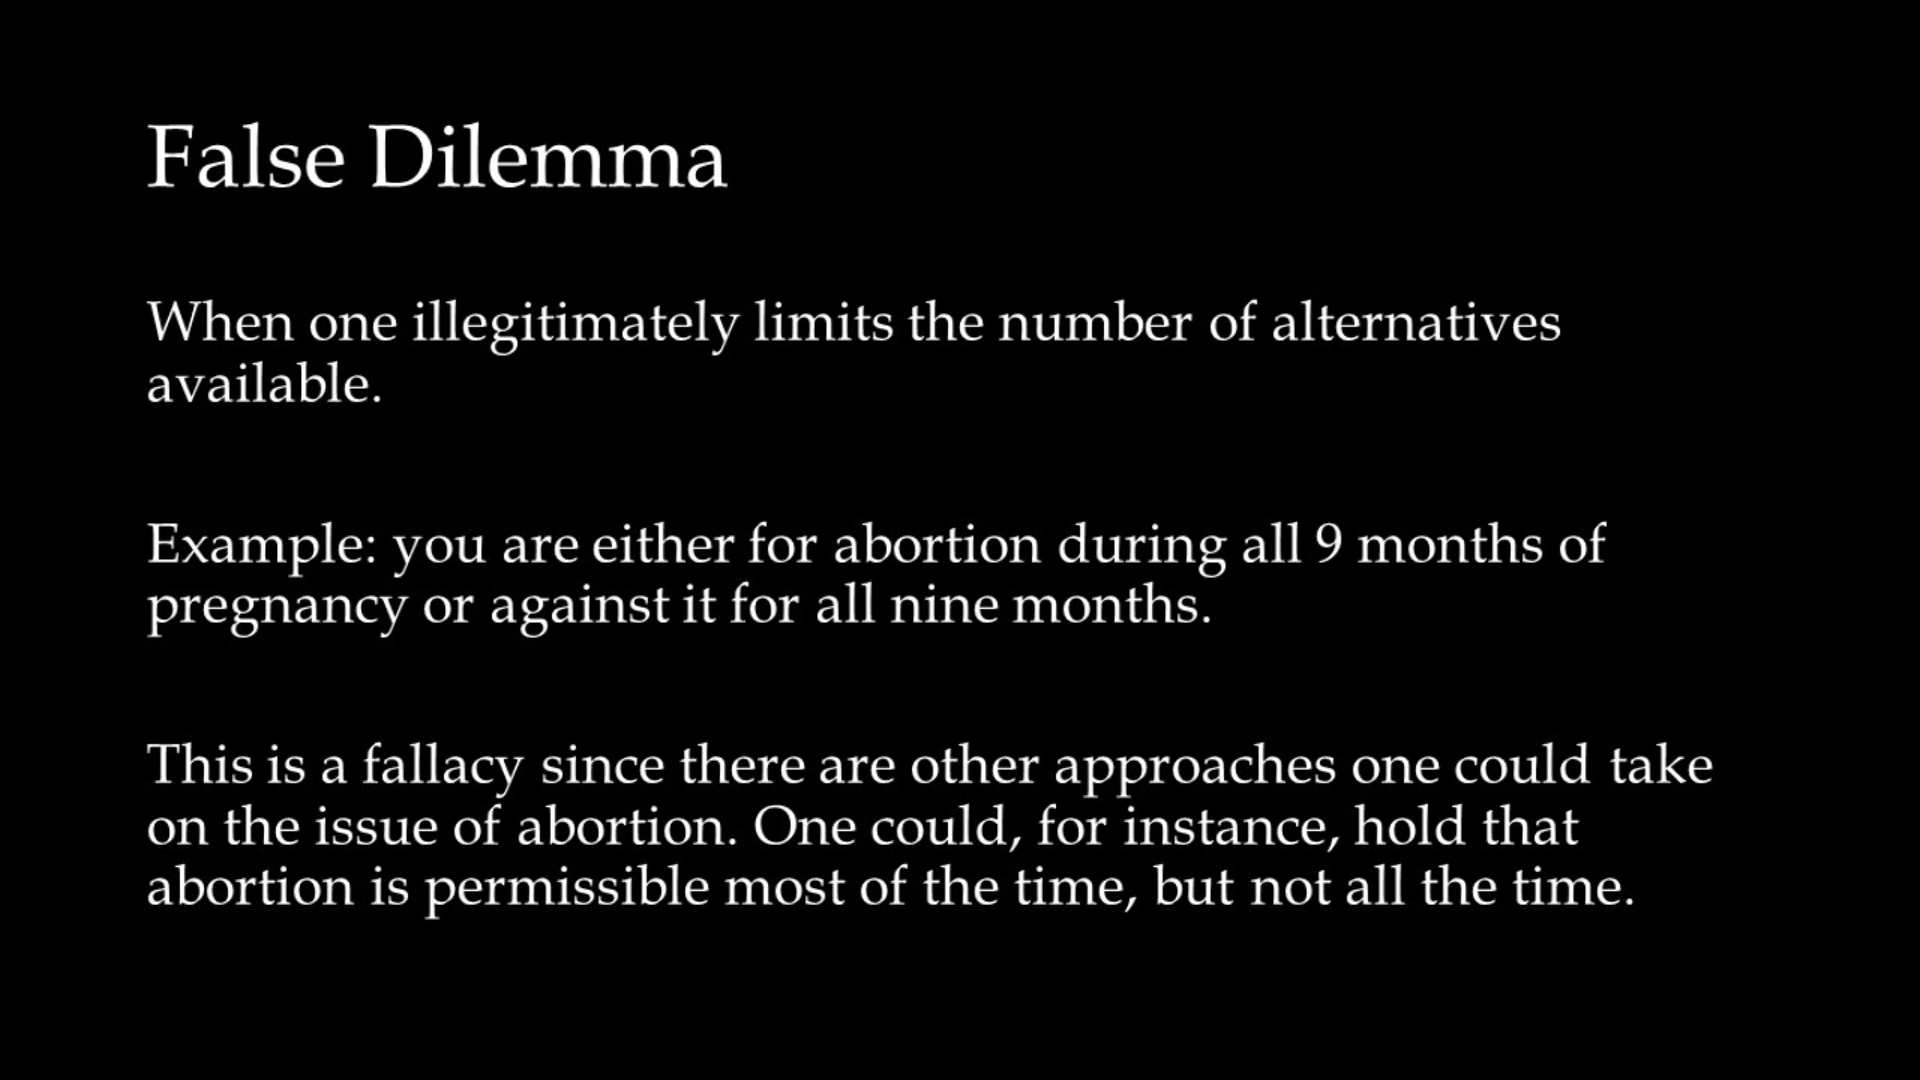 False Dilemma
When one illegitimately limits the number of alternatives
available.
Example: you are either for abortion during all 9 months of
pregnancy or against it for all nine months.
This is a fallacy since there are other approaches one could take
on the issue of abortion. One could, for instance, hold that
abortion is permissible most of the time, but not all the time.